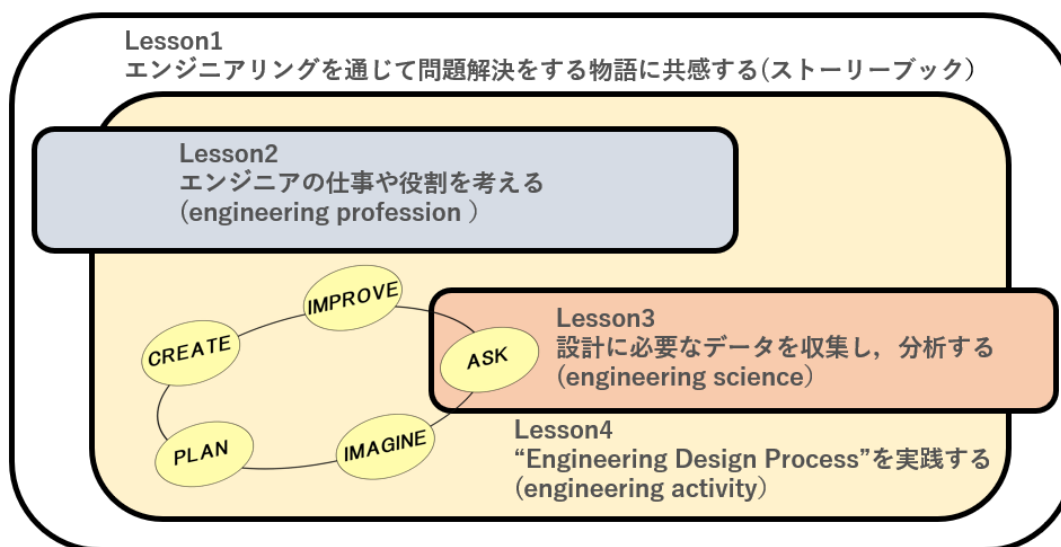 Lesson1
エンジニアリングを通じて問題解決をする物語に共感する(ストーリーブック)
Lesson2
エンジニアの仕事や役割を考える
(engineering profession )
IMPROVE
CREATE
ASK
PLAN
IMAGINE
Lesson3
設計に必要なデータを収集し，分析する
(engineering science)
Lesson4
“Engineering Design Process”を実践する
(engineering activity)